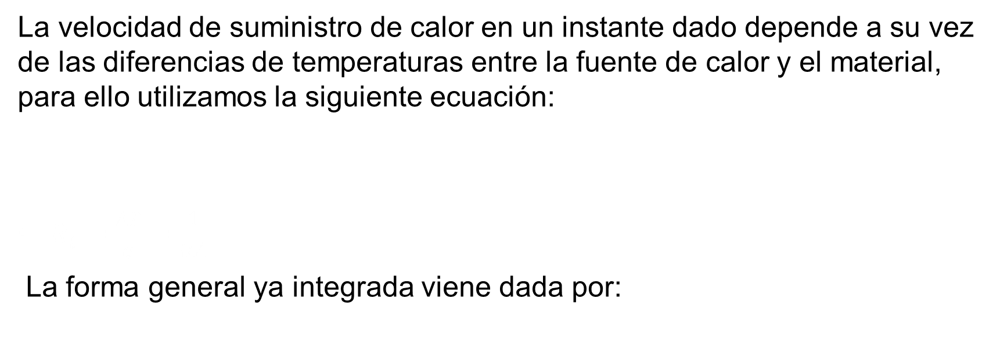 La velocidad de suministro de calor en un instante dado depende a su vez
de las diferencias de temperaturas entre la fuente de calor y el material,
para ello utilizamos la siguiente ecuación:
La forma general ya integrada viene dada por: